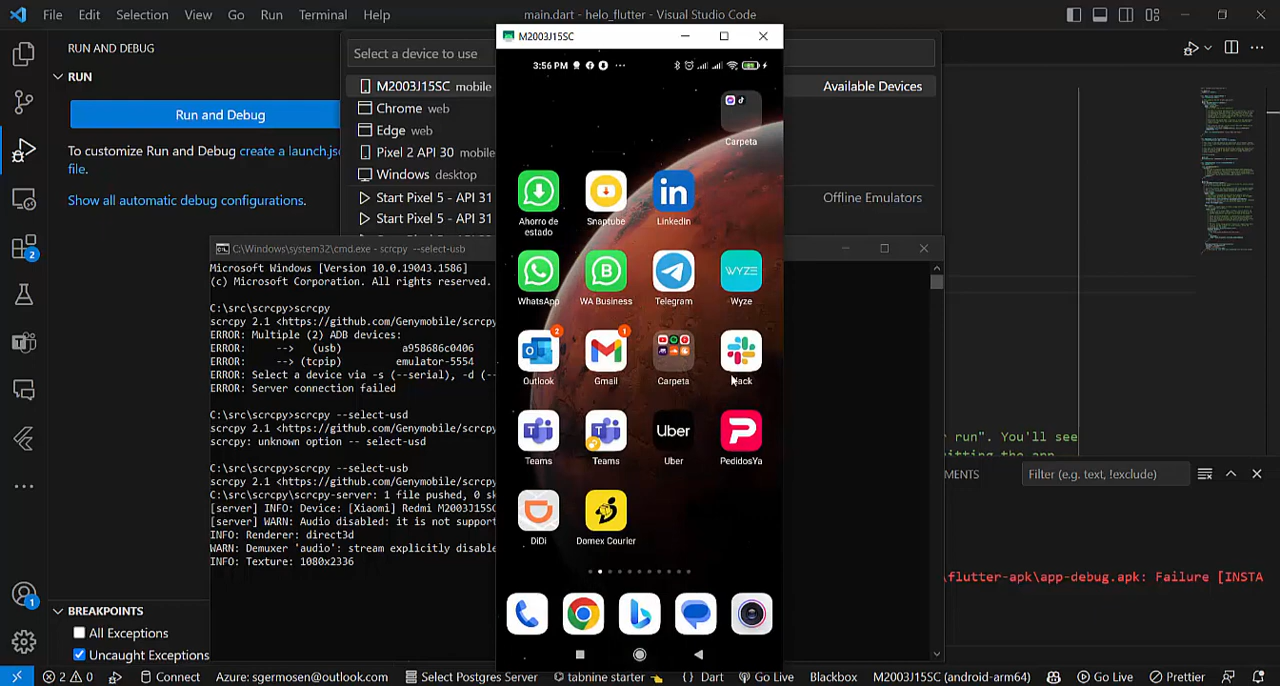 File Edit Selection View Go Run Terminal Help
main.dart - helo_flutter - Visual Studio Code
RUN AND DEBUG
RUN
Run and Debug
To customize Run and Debug create a launch.js
file.
Show all automatic debug configurations.
Select a device to use
M2003J15SC mobile
Available Devices
Chrome web
Edge web
Pixel 2 API 30 mobile
Windows desktop
Start Pixel 5 - API 31
Offline Emulators
Start Pixel 5 - API 31
C:\Windows\system32\cmd.exe - scrcpy --select-usb
Microsoft Windows [Version 10.0.19043.1586]
(c) Microsoft Corporation. All rights reserved.
C:\src\scrcpy>scrcpy
scrcpy 2.1 <https://github.com/Genymobile/scrcpy
ERROR: Multiple (2) ADB devices:
ERROR: --> (usb) a958686c0406
ERROR: --> (tcpip) emulator-5554
ERROR: Select a device via -s (--serial), -d (--
ERROR: Server connection failed
C:\src\scrcpy>scrcpy --select-usd
scrcpy 2.1 <https://github.com/Genymobile/scrcpy
scrcpy: unknown option -- select-usd
C:\src\scrcpy>scrcpy --select-usb
scrcpy 2.1 <https://github.com/Genymobile/scrcpy
C:\src\scrcpy\scrcpy-server: 1 file pushed, 0 sk
[server] INFO: Device: [Xiaomi] Redmi M2003J15SC
[server] WARN: Audio disabled: it is not support
INFO: Renderer: direct3d
WARN: Demuxer 'audio': stream explicitly disable
INFO: Texture: 1080x2336
M2003J15SC
3:56 PM
Carpeta
in
Ahorro de estado
Snaptube
LinkedIn
B
WYZE
WhatsApp
WA Business
Telegram
Wyze
2
1
Outlook
Gmail
Carpeta
Uber
Teams
Teams
Uber
PedidosYa
DiDi
Domex Courier
r run". You'll see
MENTS
Filter (e.g. text, !exclude)
\flutter-apk\app-debug.apk: Failure [INSTA
2
1
BREAKPOINTS
All Exceptions
Uncaught Exceptions
2 0
Connect
Azure: sgermosen@outlook.com
Select Postgres Server
tabnine starter
{ } Dart
Go Live
Blackbox
M2003J15SC (android-arm64)
Go Live
Prettier